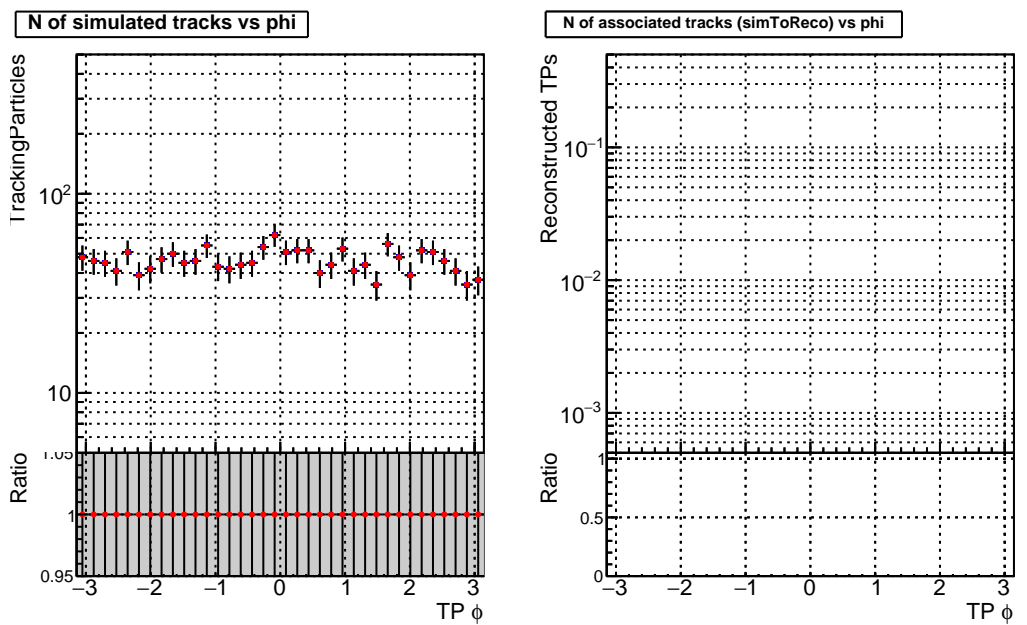 N of simulated tracks vs phi
TrackingParticles
10²
10
Ratio
1.05
1
0.95
−3 −2 −1 0 1 2 3
TP ϕ
N of associated tracks (simToReco) vs phi
Reconstructed TPs
10⁻¹
10⁻²
10⁻³
Ratio
1
0.5
0
−3 −2 −1 0 1 2 3
TP ϕ